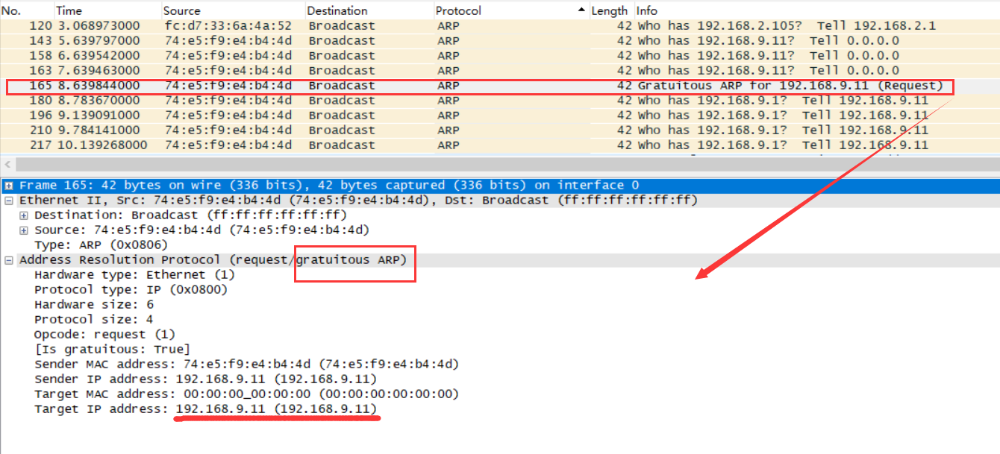 No. Time Source Destination Protocol Length Info
120 3.068973000 fc:d7:33:6a:4a:52 Broadcast ARP 42 Who has 192.168.2.105? Tell 192.168.2.1
143 5.639797000 74:e5:f9:e4:b4:4d Broadcast ARP 42 Who has 192.168.9.11? Tell 0.0.0.0
158 6.639542000 74:e5:f9:e4:b4:4d Broadcast ARP 42 Who has 192.168.9.11? Tell 0.0.0.0
163 7.639463000 74:e5:f9:e4:b4:4d Broadcast ARP 42 Who has 192.168.9.11? Tell 0.0.0.0
165 8.639844000 74:e5:f9:e4:b4:4d Broadcast ARP 42 Gratuitous ARP for 192.168.9.11 (Request)
180 8.783670000 74:e5:f9:e4:b4:4d Broadcast ARP 42 Who has 192.168.9.1? Tell 192.168.9.11
196 9.139091000 74:e5:f9:e4:b4:4d Broadcast ARP 42 Who has 192.168.9.1? Tell 192.168.9.11
210 9.784141000 74:e5:f9:e4:b4:4d Broadcast ARP 42 Who has 192.168.9.1? Tell 192.168.9.11
217 10.139268000 74:e5:f9:e4:b4:4d Broadcast ARP 42 Who has 192.168.9.1? Tell 192.168.9.11
Frame 165: 42 bytes on wire (336 bits), 42 bytes captured (336 bits) on interface 0
Ethernet II, Src: 74:e5:f9:e4:b4:4d (74:e5:f9:e4:b4:4d), Dst: Broadcast (ff:ff:ff:ff:ff:ff)
Destination: Broadcast (ff:ff:ff:ff:ff:ff)
Source: 74:e5:f9:e4:b4:4d (74:e5:f9:e4:b4:4d)
Type: ARP (0x0806)
Address Resolution Protocol (request/gratuitous ARP)
Hardware type: Ethernet (1)
Protocol type: IP (0x0800)
Hardware size: 6
Protocol size: 4
Opcode: request (1)
[Is gratuitous: True]
Sender MAC address: 74:e5:f9:e4:b4:4d (74:e5:f9:e4:b4:4d)
Sender IP address: 192.168.9.11 (192.168.9.11)
Target MAC address: 00:00:00_00:00:00 (00:00:00:00:00:00)
Target IP address: 192.168.9.11 (192.168.9.11)